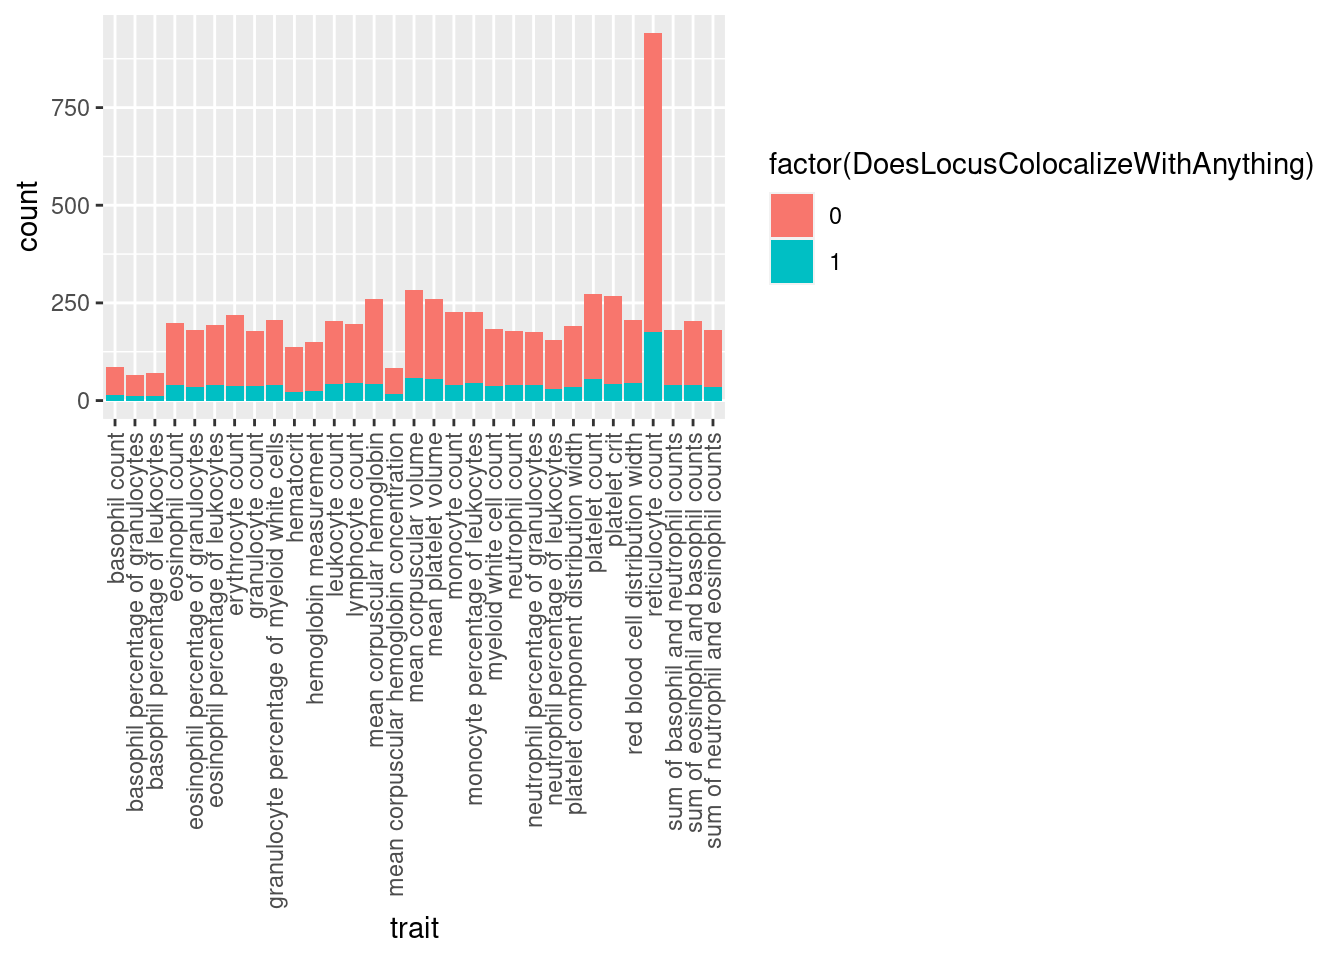 count
750
500
250
0
basophil count
basophil percentage of granulocytes
basophil percentage of leukocytes
eosinophil count
eosinophil percentage of granulocytes
eosinophil percentage of leukocytes
erythrocyte count
granulocyte count
granulocyte percentage of myeloid white cells
hematocrit
hemoglobin measurement
leukocyte count
lymphocyte count
mean corpuscular hemoglobin
mean corpuscular hemoglobin concentration
mean corpuscular volume
mean platelet volume
monocyte count
monocyte percentage of leukocytes
myeloid white cell count
neutrophil count
neutrophil percentage of granulocytes
neutrophil percentage of leukocytes
platelet component distribution width
platelet count
platelet crit
red blood cell distribution width
reticulocyte count
sum of basophil and neutrophil counts
sum of eosinophil and basophil counts
sum of neutrophil and eosinophil counts
trait
factor(DoesLocusColocalizeWithAnything)
0
1